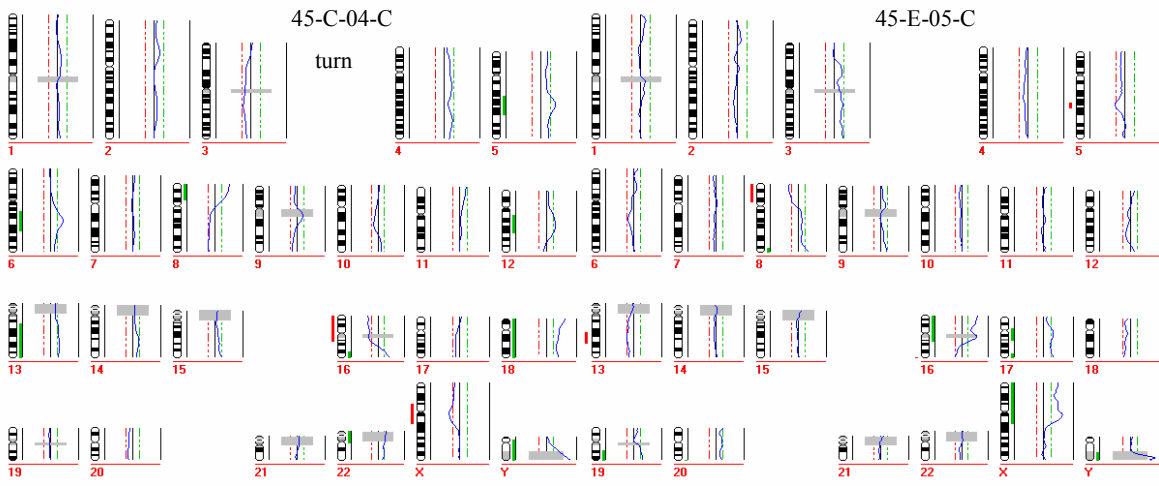 45-C-04-C 45-E-05-C
turn
1 2 3 4 5 1 2 3 4 5
6 7 8 9 10 11 12 6 7 8 9 10 11 12
13 14 15 16 17 18 13 14 15 16 17 18
19 20 21 22 X Y 19 20 21 22 X Y